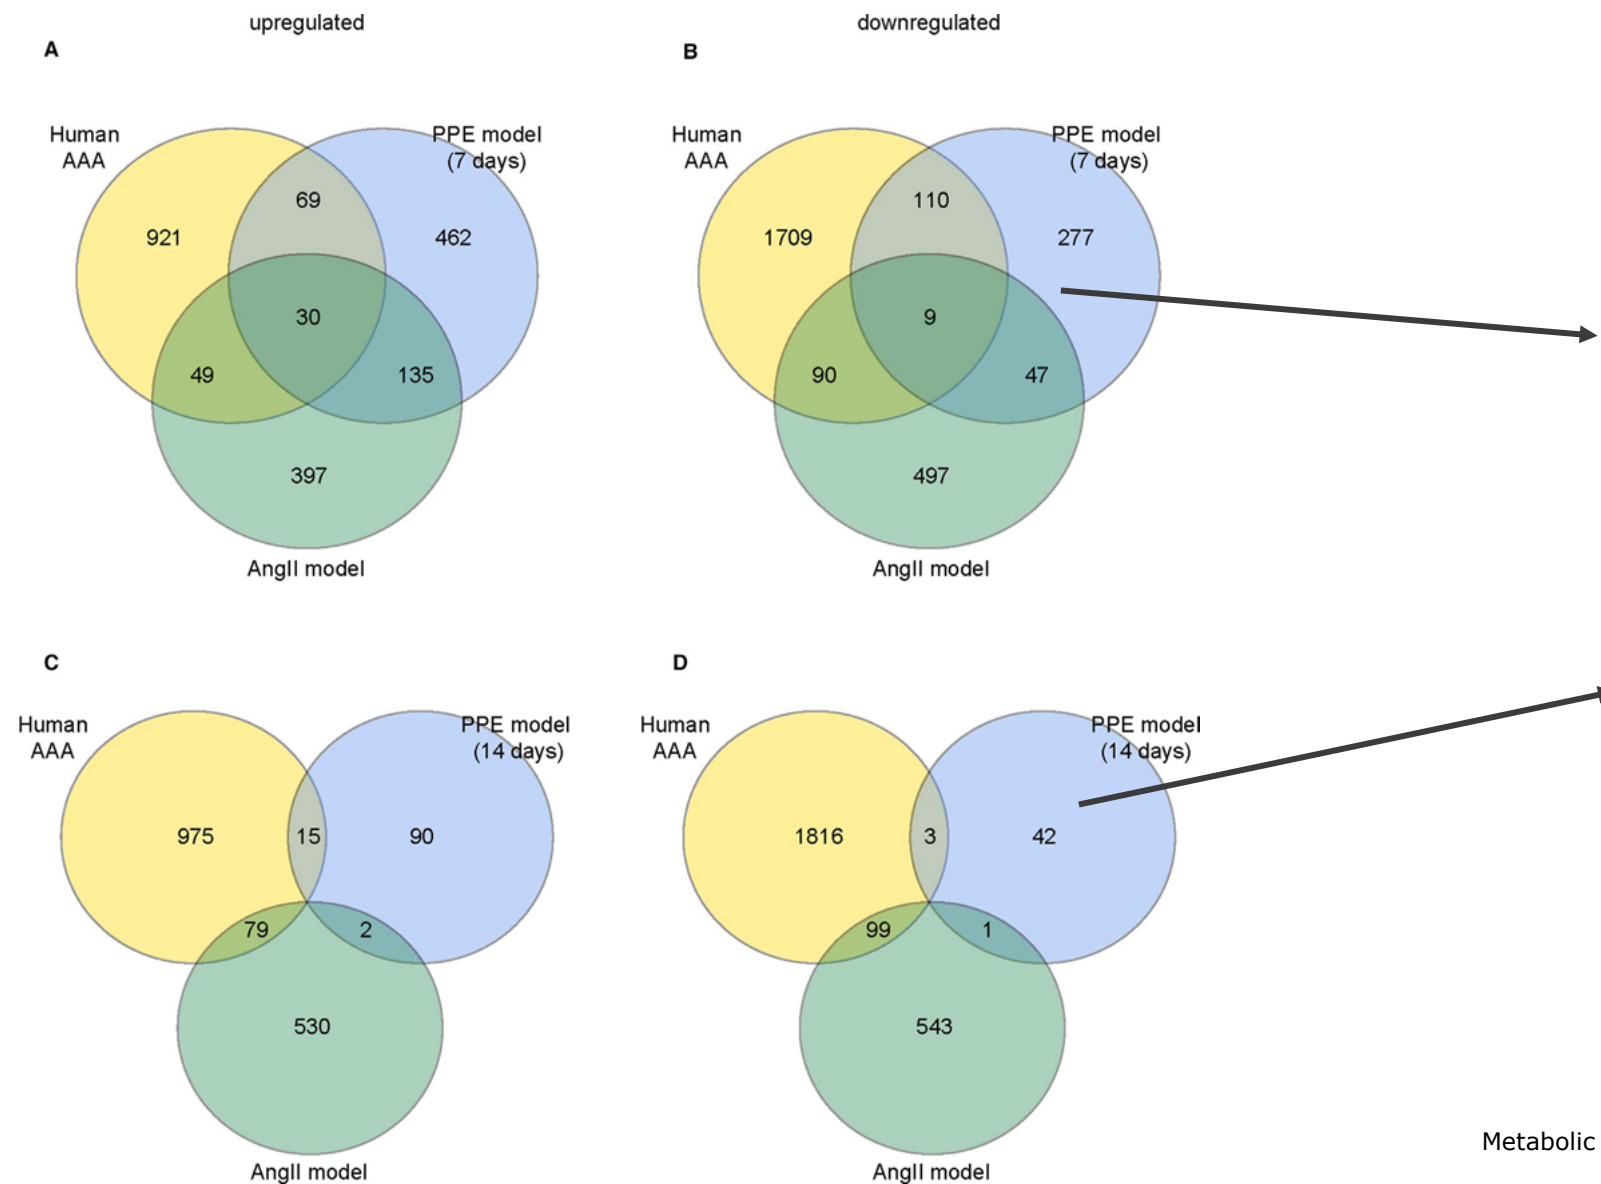 upregulated
downregulated
A
B
Human
AAA
PPE model
(7 days)
69
921
462
30
49
135
397
AngII model
Human
AAA
PPE model
(7 days)
110
1709
277
9
90
47
497
AngII model
C
D
Human
AAA
PPE model
(14 days)
975
15
90
79
2
530
AngII model
Human
AAA
PPE model
(14 days)
1816
3
42
99
1
543
AngII model
Metabolic